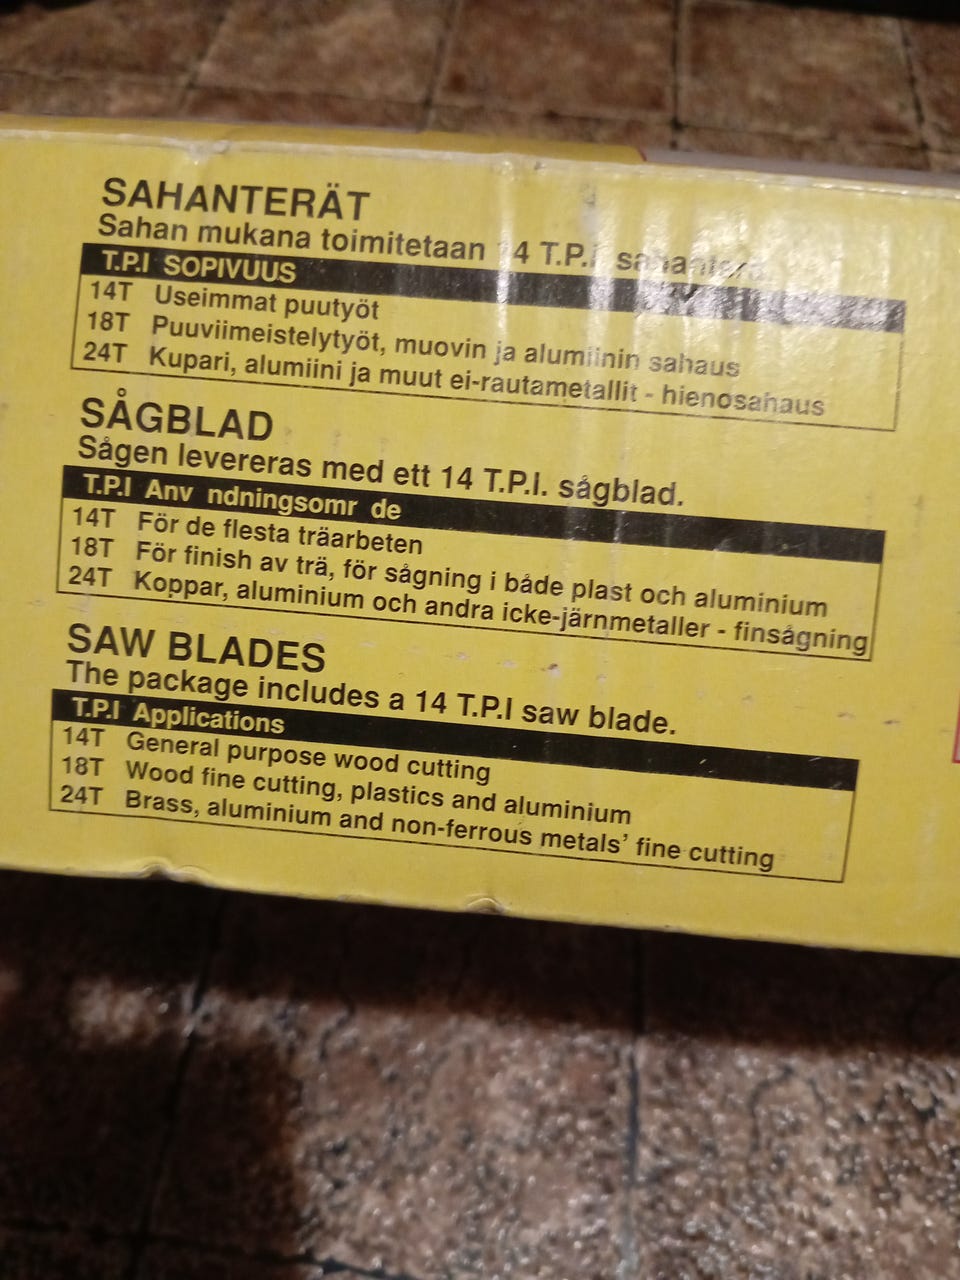 SAHANTERÄT
Sahan mukana toimitetaan 14 T.P.I. sahanterä.
T.P.I SOPIVUUS
14T Useimmat puutyöt
18T Puuviimeistelytyöt, muovin ja alumiinin sahaus
24T Kupari, alumiini ja muut ei-rautametallit - hienosahaus
SÅGBLAD
Sågen levereras med ett 14 T.P.I. sågblad.
T.P.I Anv ndningsomr de
14T För de flesta träarbeten
18T För finish av trä, för sågning i både plast och aluminium
24T Koppar, aluminium och andra icke-järnmetaller - finsågning
SAW BLADES
The package includes a 14 T.P.I saw blade.
T.P.I Applications
14T General purpose wood cutting
18T Wood fine cutting, plastics and aluminium
24T Brass, aluminium and non-ferrous metals' fine cutting